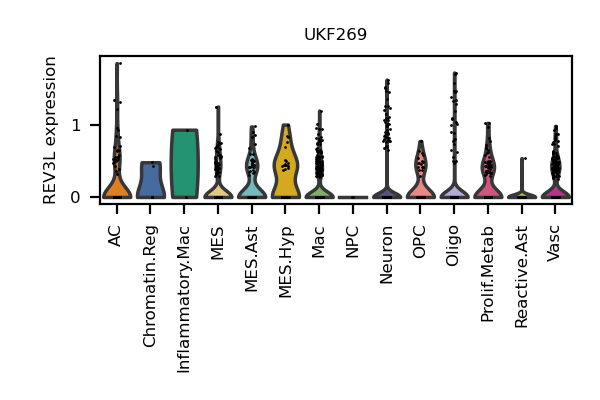 UKF269
REV3L expression
1
0
AC
Chromatin.Reg
Inflammatory.Mac
MES
MES.Ast
MES.Hyp
Mac
NPC
Neuron
OPC
Oligo
Prolif.Metab
Reactive.Ast
Vasc